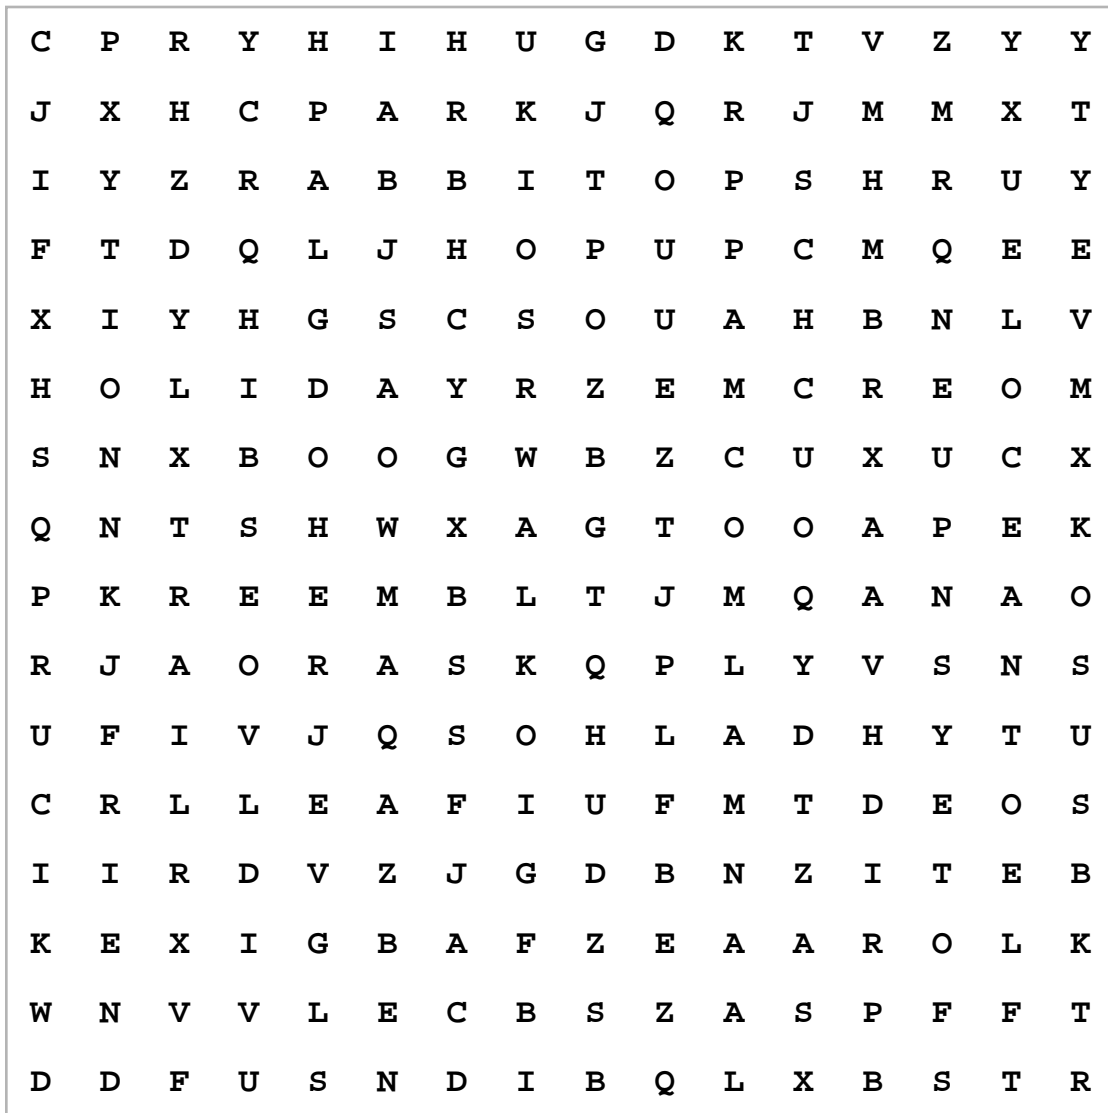 C P R Y H I H U G D K T V Z Y Y
J X H C P A R K J Q R J M M X T
I Y Z R A B B I T O P S H R U Y
F T D Q L J H O P U P C M Q E E
X I Y H G S C S O U A H B N L V
H O L I D A Y R Z E M C R E O M
S N X B O O G W B Z C U X U C X
Q N T S H W X A G T O O A P E K
P K R E E M B L T J M Q A N A O
R J A O R A S K Q P L Y V S N S
U F I V J Q S O H L A D H Y T U
C R L L E A F I U F M T D E O S
I I R D V Z J G D B N Z I T E B
K E X I G B A F Z E A A R O L K
W N V V L E C B S Z A S P F F T
D D F U S N D I B Q L X B S T R